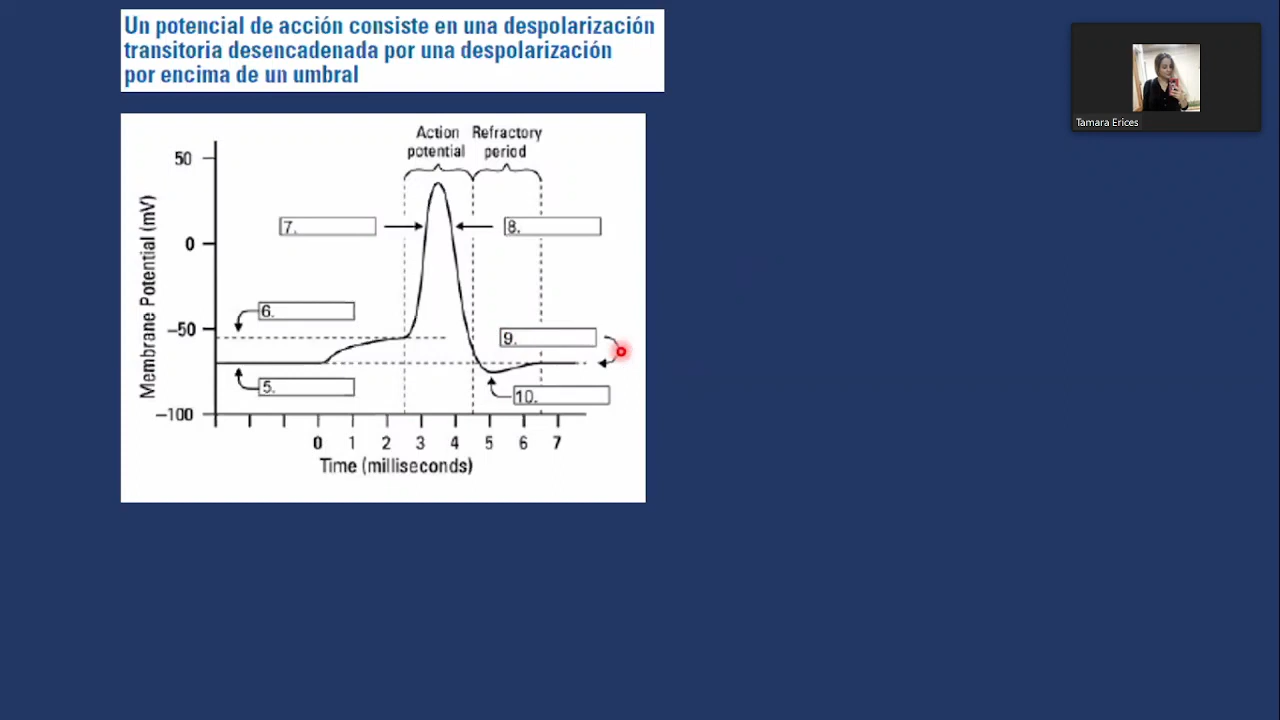 Un potencial de acción consiste en una despolarización
transitoria desencadenada por una despolarización
por encima de un umbral
Tamara Erices
Action Refractory
potential period
50
0
-50
-100
Membrane Potential (mV)
7.
8.
6.
9.
5.
10.
0 1 2 3 4 5 6 7
Time (milliseconds)